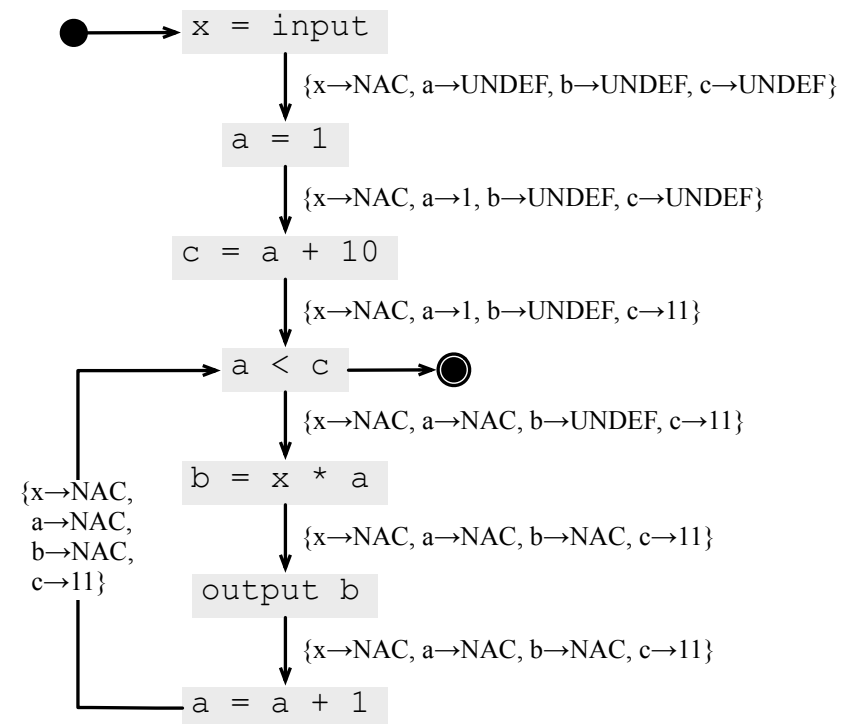 x = input
{x→NAC, a→UNDEF, b→UNDEF, c→UNDEF}
a = 1
{x→NAC, a→1, b→UNDEF, c→UNDEF}
c = a + 10
{x→NAC, a→1, b→UNDEF, c→11}
a < c
{x→NAC, a→NAC, b→UNDEF, c→11}
b = x * a
{x→NAC,
a→NAC,
b→NAC,
c→11}
{x→NAC, a→NAC, b→NAC, c→11}
output b
{x→NAC, a→NAC, b→NAC, c→11}
a = a + 1